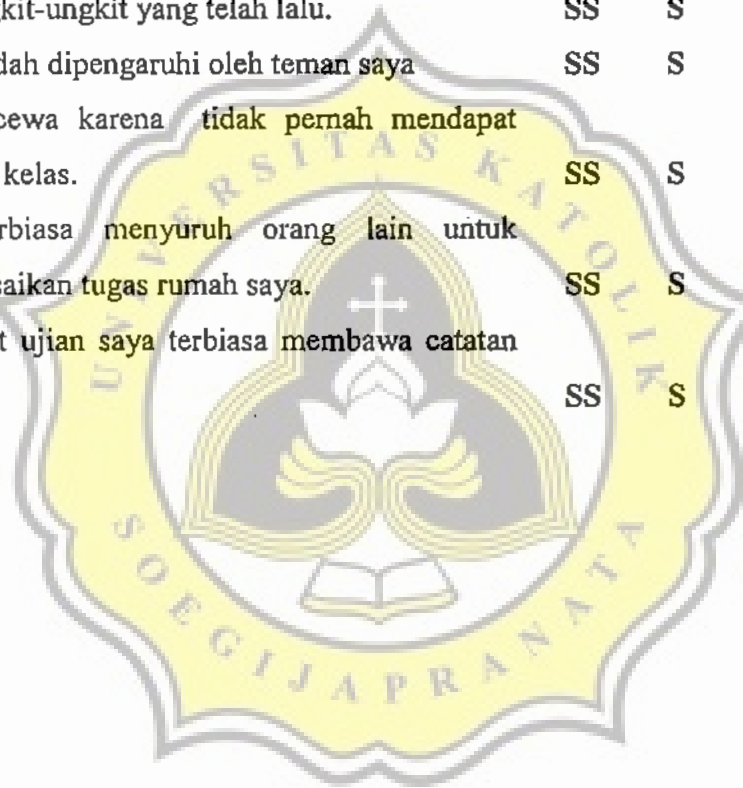 kit-ungkit yang telah lalu. SS S
dah dipengaruhi oleh teman saya SS S
cewa karena tidak pernah mendapat
kelas. SS S
rbiasa menyuruh orang lain untuk
saikan tugas rumah saya. SS S
t ujian saya terbiasa membawa catatan
SS S
UNIVERSITAS KATOLIK
SOEGIJAPRANATA